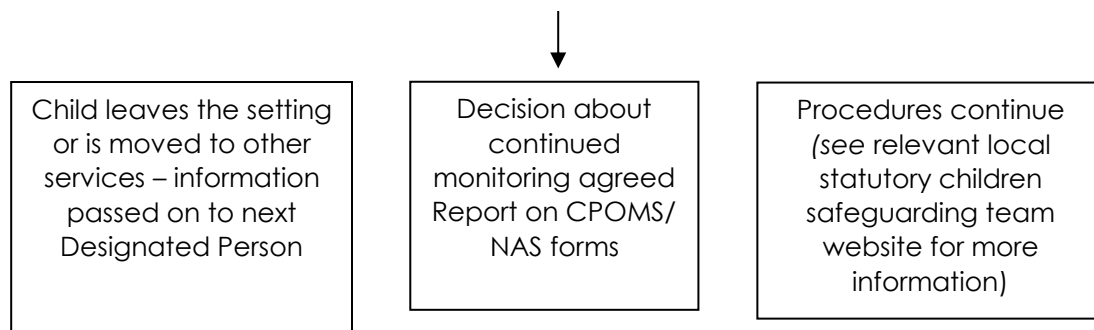 Child leaves the setting
or is moved to other
services – information
passed on to next
Designated Person
Decision about
continued
monitoring agreed
Report on CPOMS/
NAS forms
Procedures continue
(see relevant local
statutory children
safeguarding team
website for more
information)